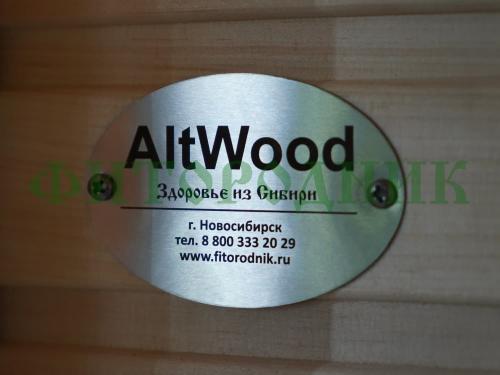 AltWood
ФИТОРОДНИК
Здоровье из Сибири
г. Новосибирск
тел. 8 800 333 20 29
www.fitorodnik.ru